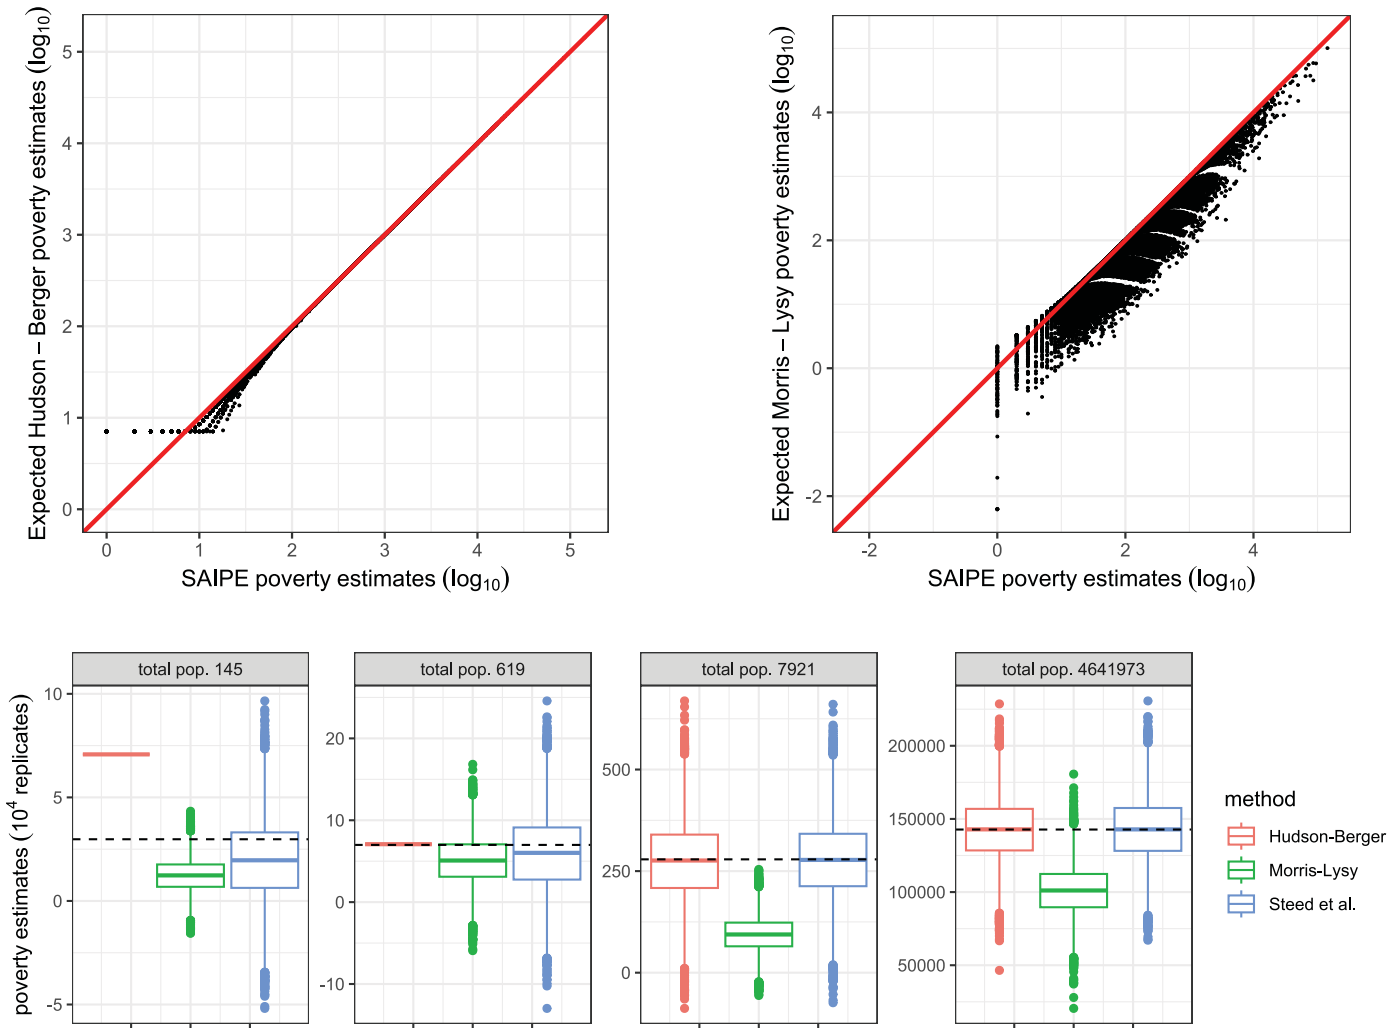 Expected Hudson – Berger poverty estimates (log₁₀)
5
4
3
2
1
0
0 1 2 3 4 5
SAIPE poverty estimates (log₁₀)
Expected Morris – Lysy poverty estimates (log₁₀)
4
2
0
-2
-2 0 2 4
SAIPE poverty estimates (log₁₀)
poverty estimates (10⁴ replicates)
total pop. 145
10
5
0
-5
total pop. 619
20
10
0
-10
total pop. 7921
500
250
0
total pop. 4641973
200000
150000
100000
50000
method
Hudson-Berger
Morris-Lysy
Steed et al.